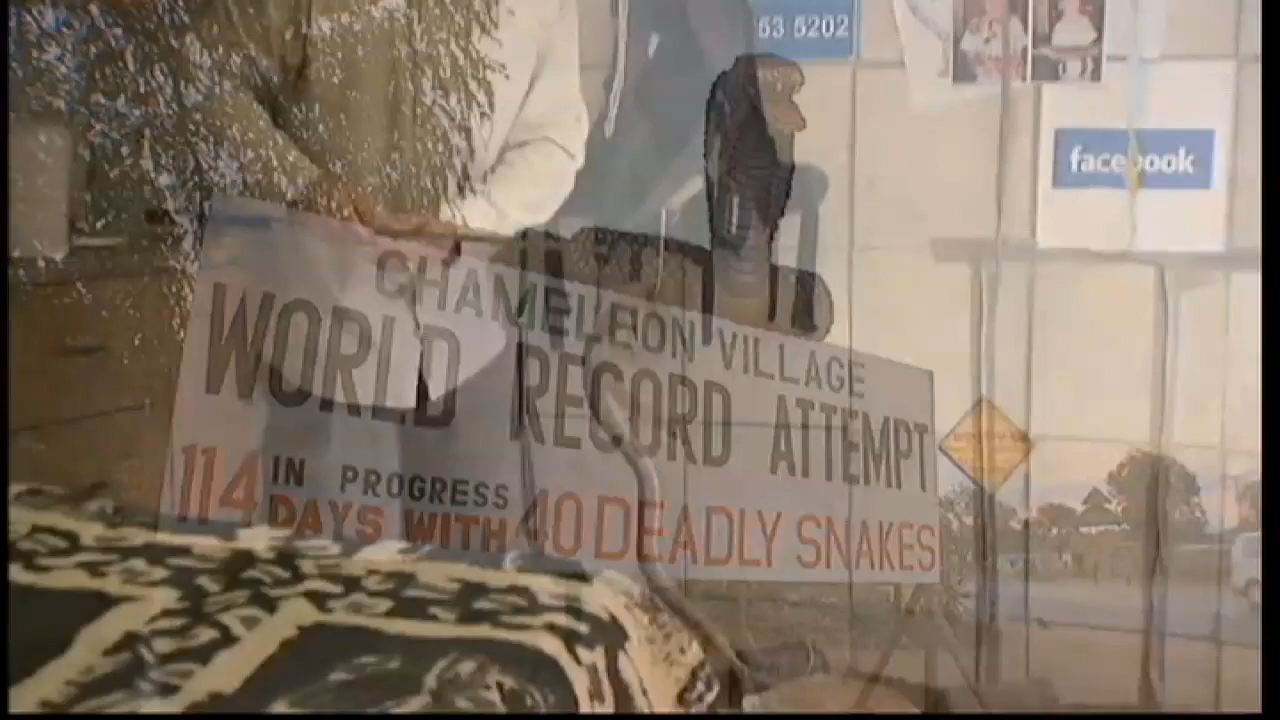 53 5202
facebook
CHAMELEON VILLAGE
WORLD RECORD ATTEMPT
IN PROGRESS
114 DAYS WITH 40 DEADLY SNAKES